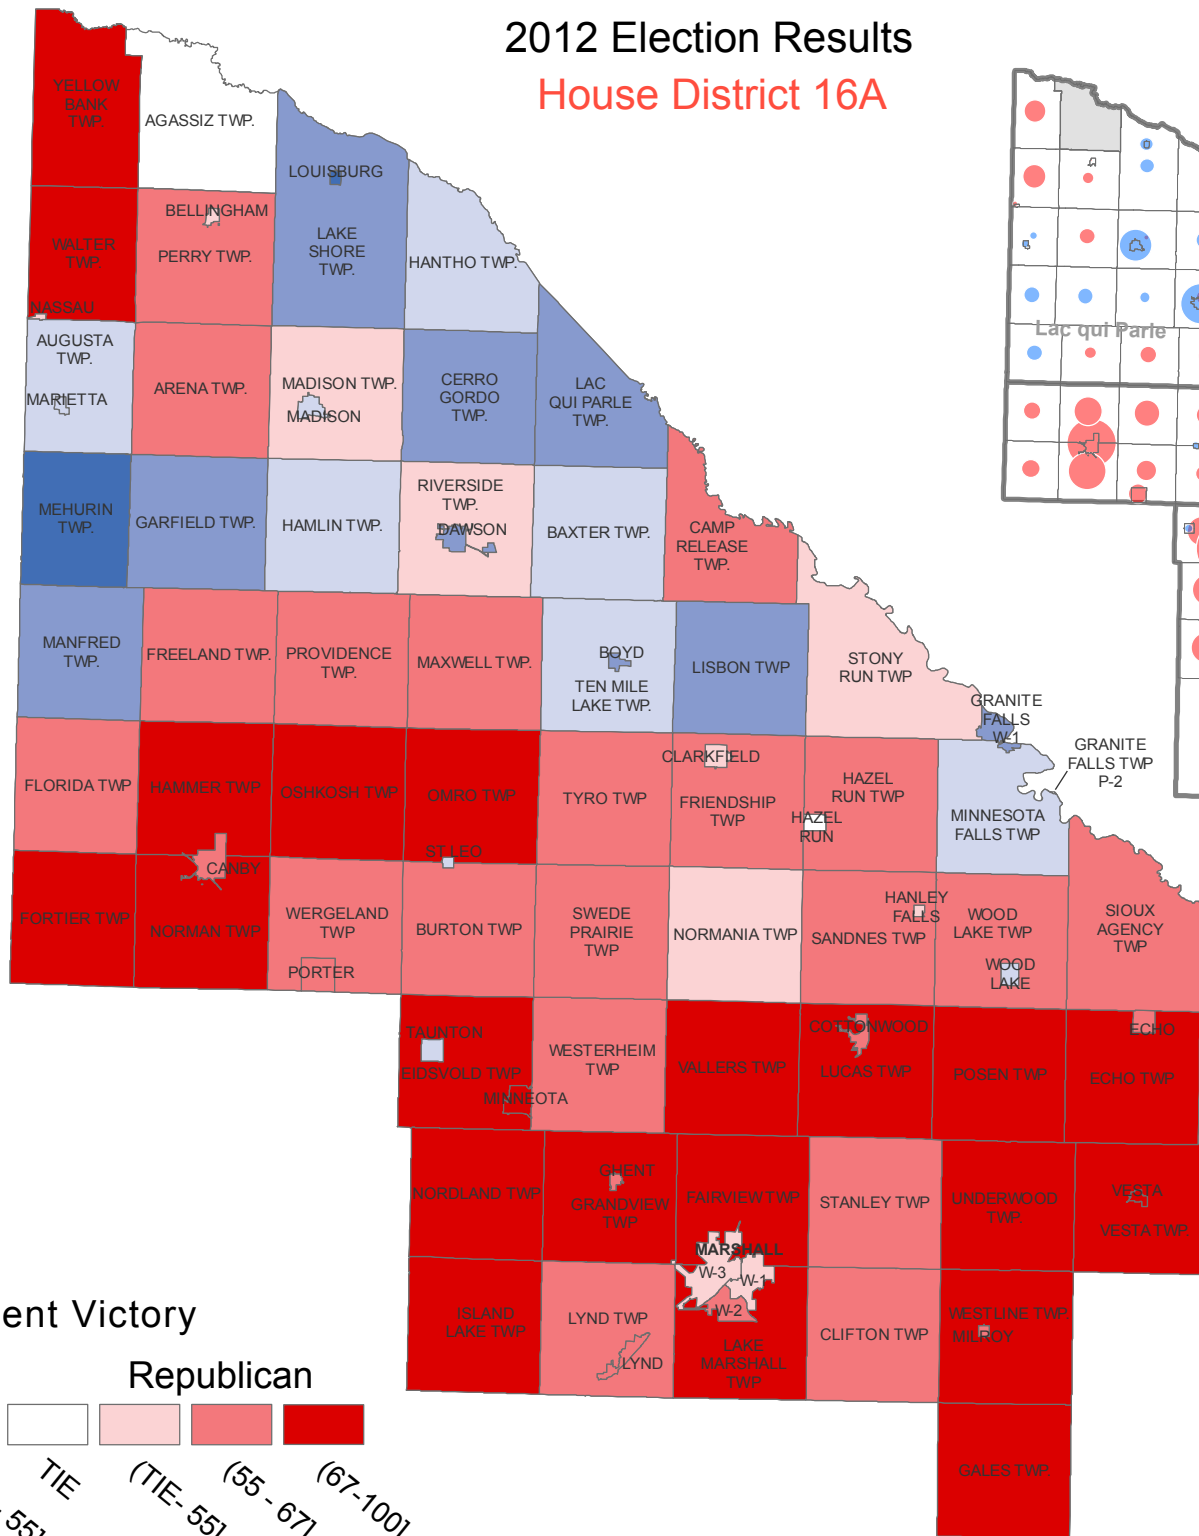 2012 Election Results
House District 16A
YELLOW
BANK
TWP.
AGASSIZ TWP.
LOUISBURG
BELLINGHAM
WALTER
TWP.
PERRY TWP.
LAKE
SHORE
TWP.
HANTHO TWP.
NASSAU
AUGUSTA
TWP.
MARIETTA
ARENA TWP.
MADISON TWP.
MADISON
CERRO
GORDO
TWP.
LAC
QUI PARLE
TWP.
Lac qui Parle
MEHURIN
TWP.
GARFIELD TWP.
HAMLIN TWP.
RIVERSIDE
TWP.
DAWSON
BAXTER TWP.
CAMP
RELEASE
TWP.
MANFRED
TWP.
FREELAND TWP.
PROVIDENCE
TWP.
MAXWELL TWP.
BOYD
TEN MILE
LAKE TWP.
LISBON TWP
STONY
RUN TWP
GRANITE
FALLS
W-1
GRANITE
FALLS TWP
P-2
FLORIDA TWP
HAMMER TWP
OSHKOSH TWP
OMRO TWP
TYRO TWP
CLARKFIELD
FRIENDSHIP
TWP
HAZEL
RUN TWP
HAZEL
RUN
MINNESOTA
FALLS TWP
ST LEO
CANBY
FORTIER TWP
NORMAN TWP
WERGELAND
TWP
PORTER
BURTON TWP
SWEDE
PRAIRIE
TWP
NORMANIA TWP
HANLEY
FALLS
SANDNES TWP
WOOD
LAKE TWP
WOOD
LAKE
SIOUX
AGENCY
TWP
TAUNTON
EIDSVOLD TWP
MINNEOTA
WESTERHEIM
TWP
VALLERS TWP
COTTONWOOD
LUCAS TWP
POSEN TWP
ECHO
ECHO TWP
NORDLAND TWP
GHENT
GRANDVIEW
TWP
FAIRVIEW TWP
STANLEY TWP
UNDERWOOD
TWP.
VESTA
VESTA TWP.
MARSHALL
W-3
W-1
W-2
ISLAND
LAKE TWP
LYND TWP
LYND
LAKE
MARSHALL
TWP
CLIFTON TWP
WESTLINE TWP.
MILROY
GALES TWP.
ent Victory
Republican
TIE
(TIE- 55]
(55 - 67]
(67-100]
55]